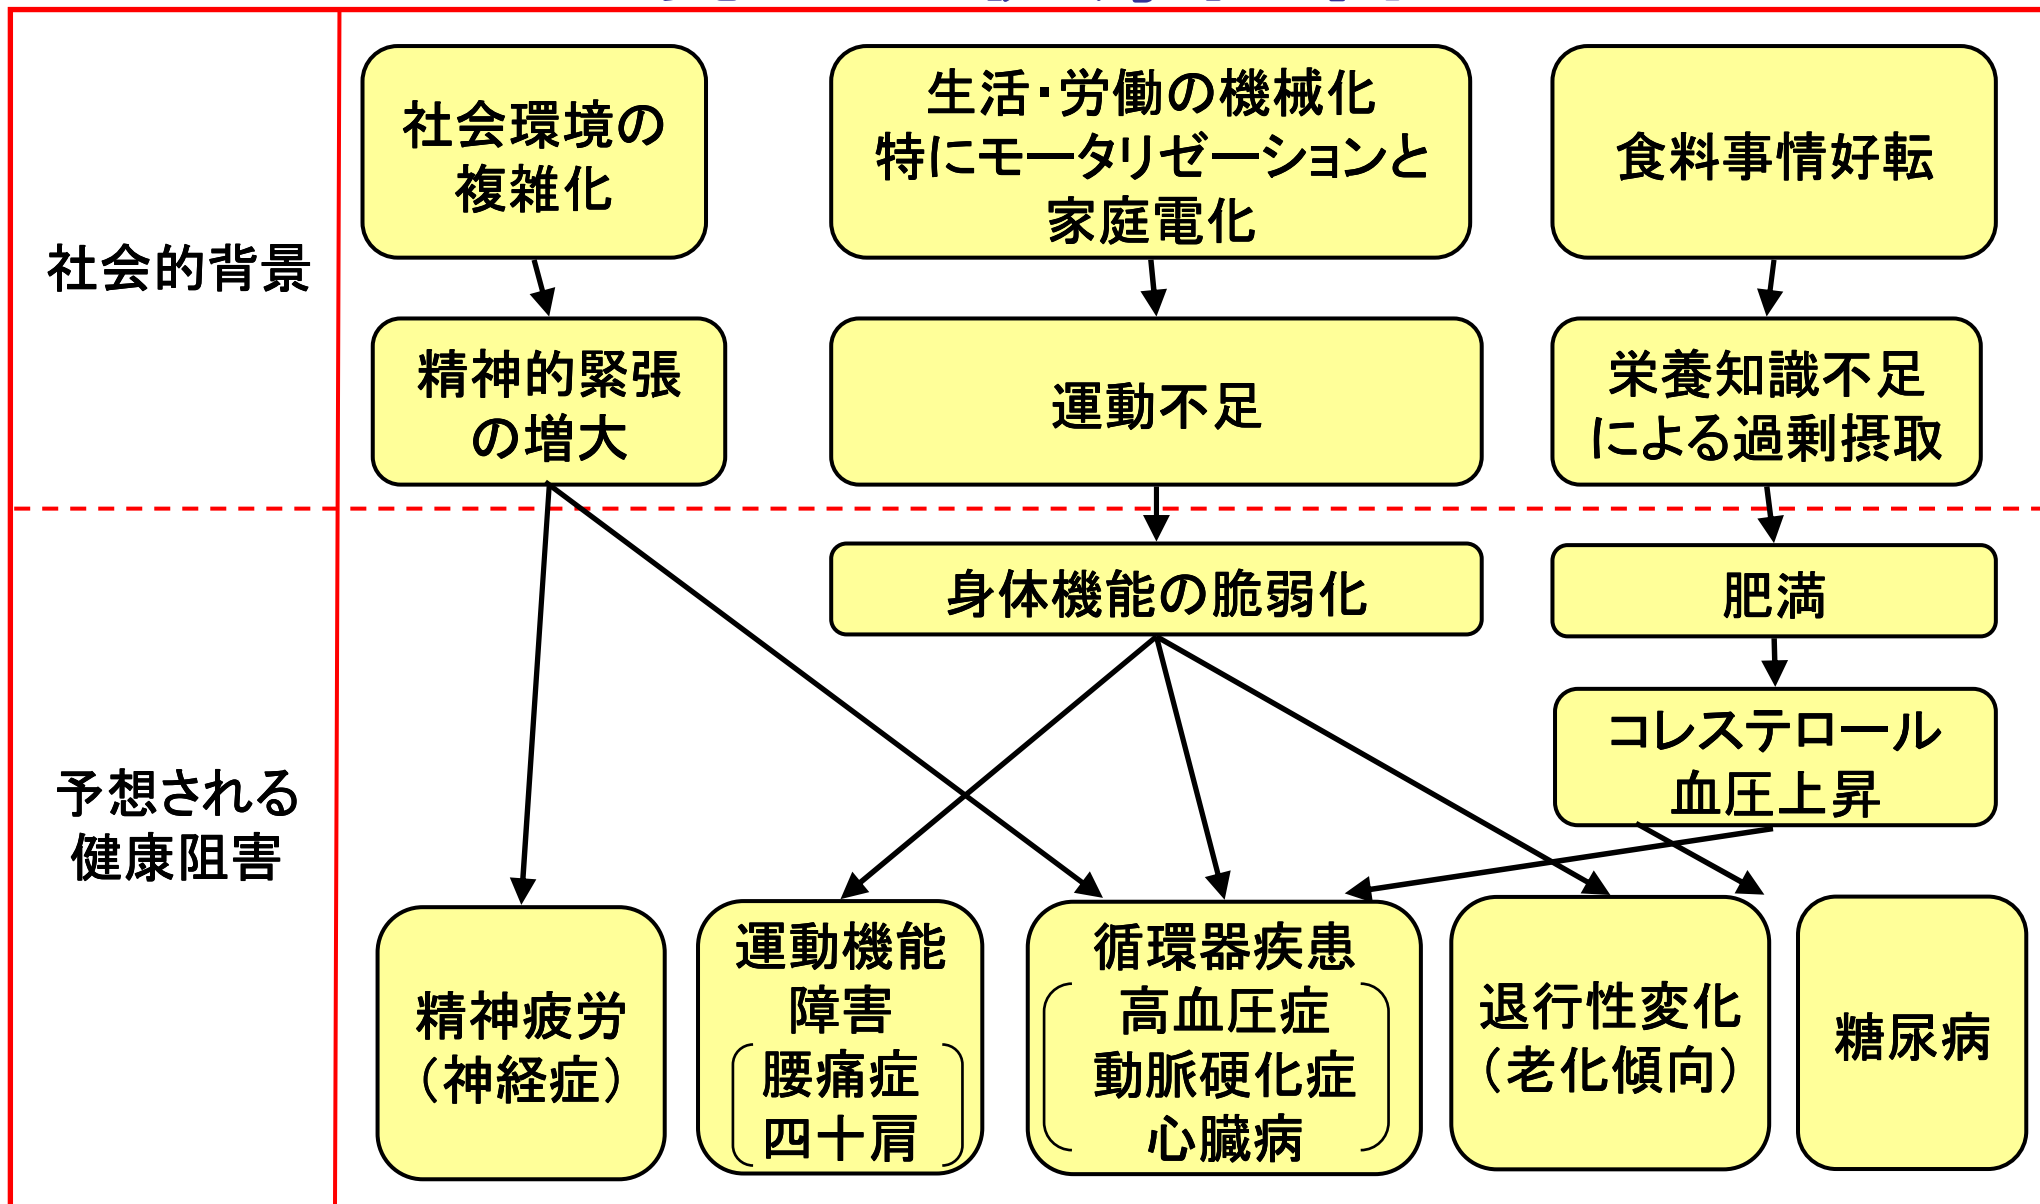 社会的背景
社会環境の
複雑化
生活・労働の機械化
特にモータリゼーションと
家庭電化
食料事情好転
精神的緊張
の増大
運動不足
栄養知識不足
による過剰摂取
予想される
健康阻害
身体機能の脆弱化
肥満
コレステロール
血圧上昇
精神疲労
（神経症）
運動機能
障害
腰痛症
四十肩
循環器疾患
高血圧症
動脈硬化症
心臓病
退行性変化
（老化傾向）
糖尿病